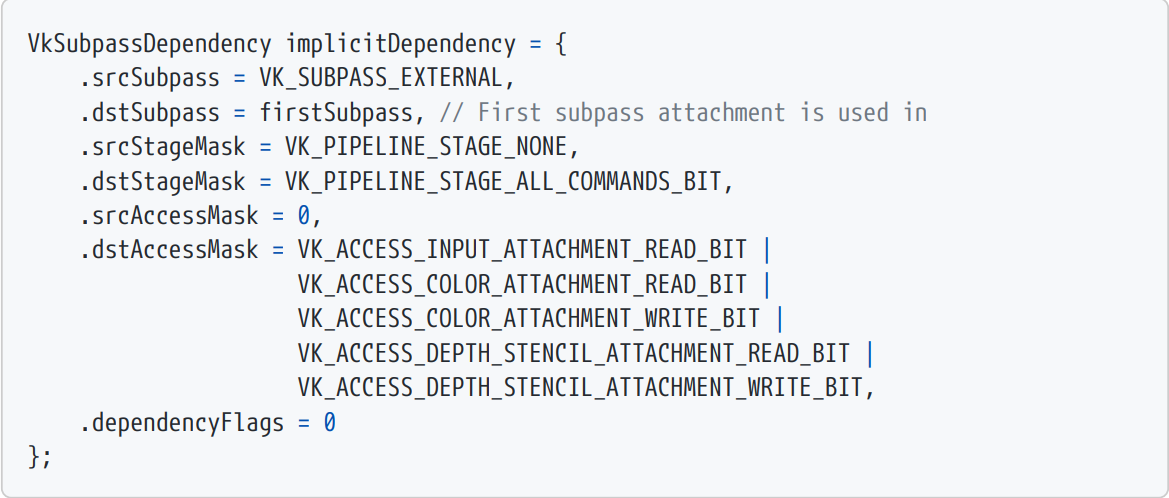 VkSubpassDependency implicitDependency = {
    .srcSubpass = VK_SUBPASS_EXTERNAL,
    .dstSubpass = firstSubpass, // First subpass attachment is used in
    .srcStageMask = VK_PIPELINE_STAGE_NONE,
    .dstStageMask = VK_PIPELINE_STAGE_ALL_COMMANDS_BIT,
    .srcAccessMask = 0,
    .dstAccessMask = VK_ACCESS_INPUT_ATTACHMENT_READ_BIT |
                     VK_ACCESS_COLOR_ATTACHMENT_READ_BIT |
                     VK_ACCESS_COLOR_ATTACHMENT_WRITE_BIT |
                     VK_ACCESS_DEPTH_STENCIL_ATTACHMENT_READ_BIT |
                     VK_ACCESS_DEPTH_STENCIL_ATTACHMENT_WRITE_BIT,
    .dependencyFlags = 0
};